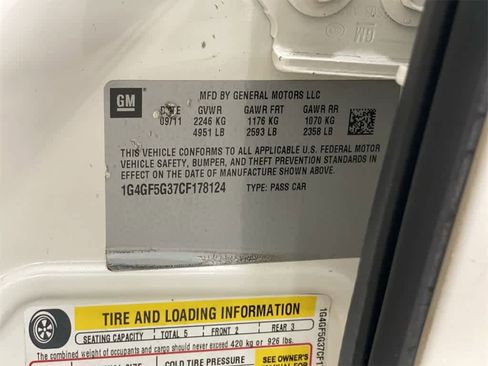 GM
GM
MFD BY GENERAL MOTORS LLC
DATE GVWR GAWR FRT GAWR RR
09/11 2246 KG 1176 KG 1070 KG
4951 LB 2593 LB 2358 LB
THIS VEHICLE CONFORMS TO ALL APPLICABLE U.S. FEDERAL MOTOR
VEHICLE SAFETY, BUMPER, AND THEFT PREVENTION STANDARDS IN
EFFECT ON THE DATE OF MANUFACTURE SHOWN ABOVE.
1G4GF5G37CF178124 TYPE: PASS CAR
TIRE AND LOADING INFORMATION
SEATING CAPACITY TOTAL 5 FRONT 2 REAR 3
The combined weight of occupants and cargo should never exceed 420 kg or 926 lbs.
COLD TIRE PRESSURE
SEE OWNER'S
1G4GF5G37CF